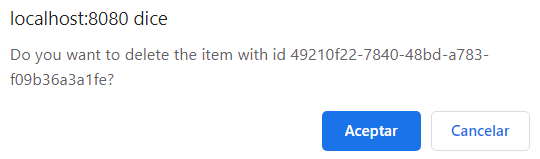 localhost:8080 dice
Do you want to delete the item with id 49210f22-7840-48bd-a783-
f09b36a3a1fe?
Aceptar
Cancelar